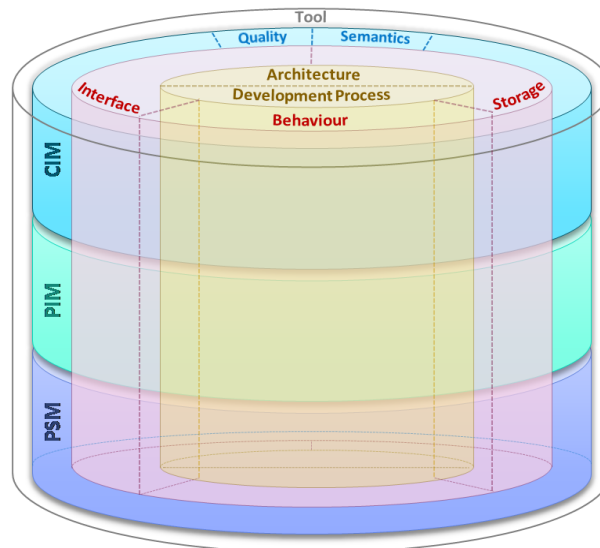 Tool
Quality
Semantics
Architecture
Interface
Development Process
Storage
Behaviour
CIM
PIM
PSM